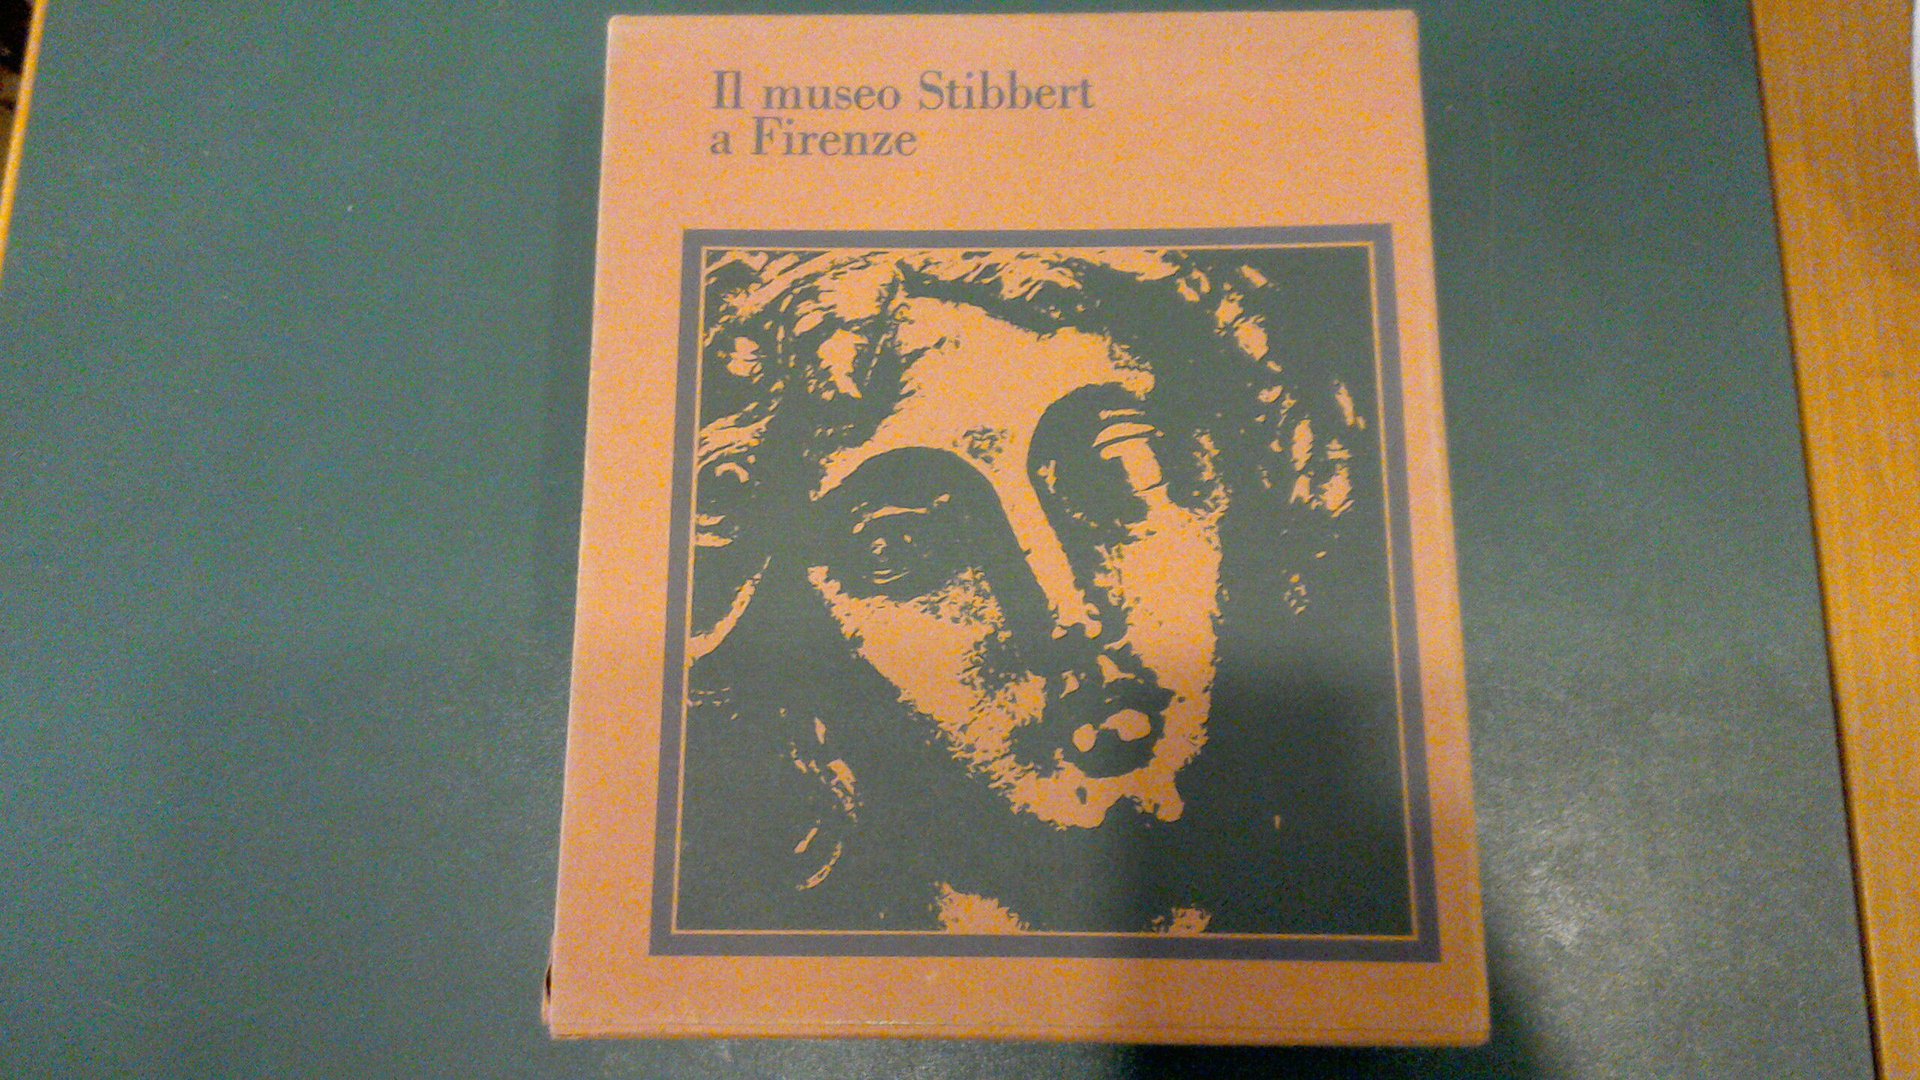 Il museo Stibbert
a Firenze